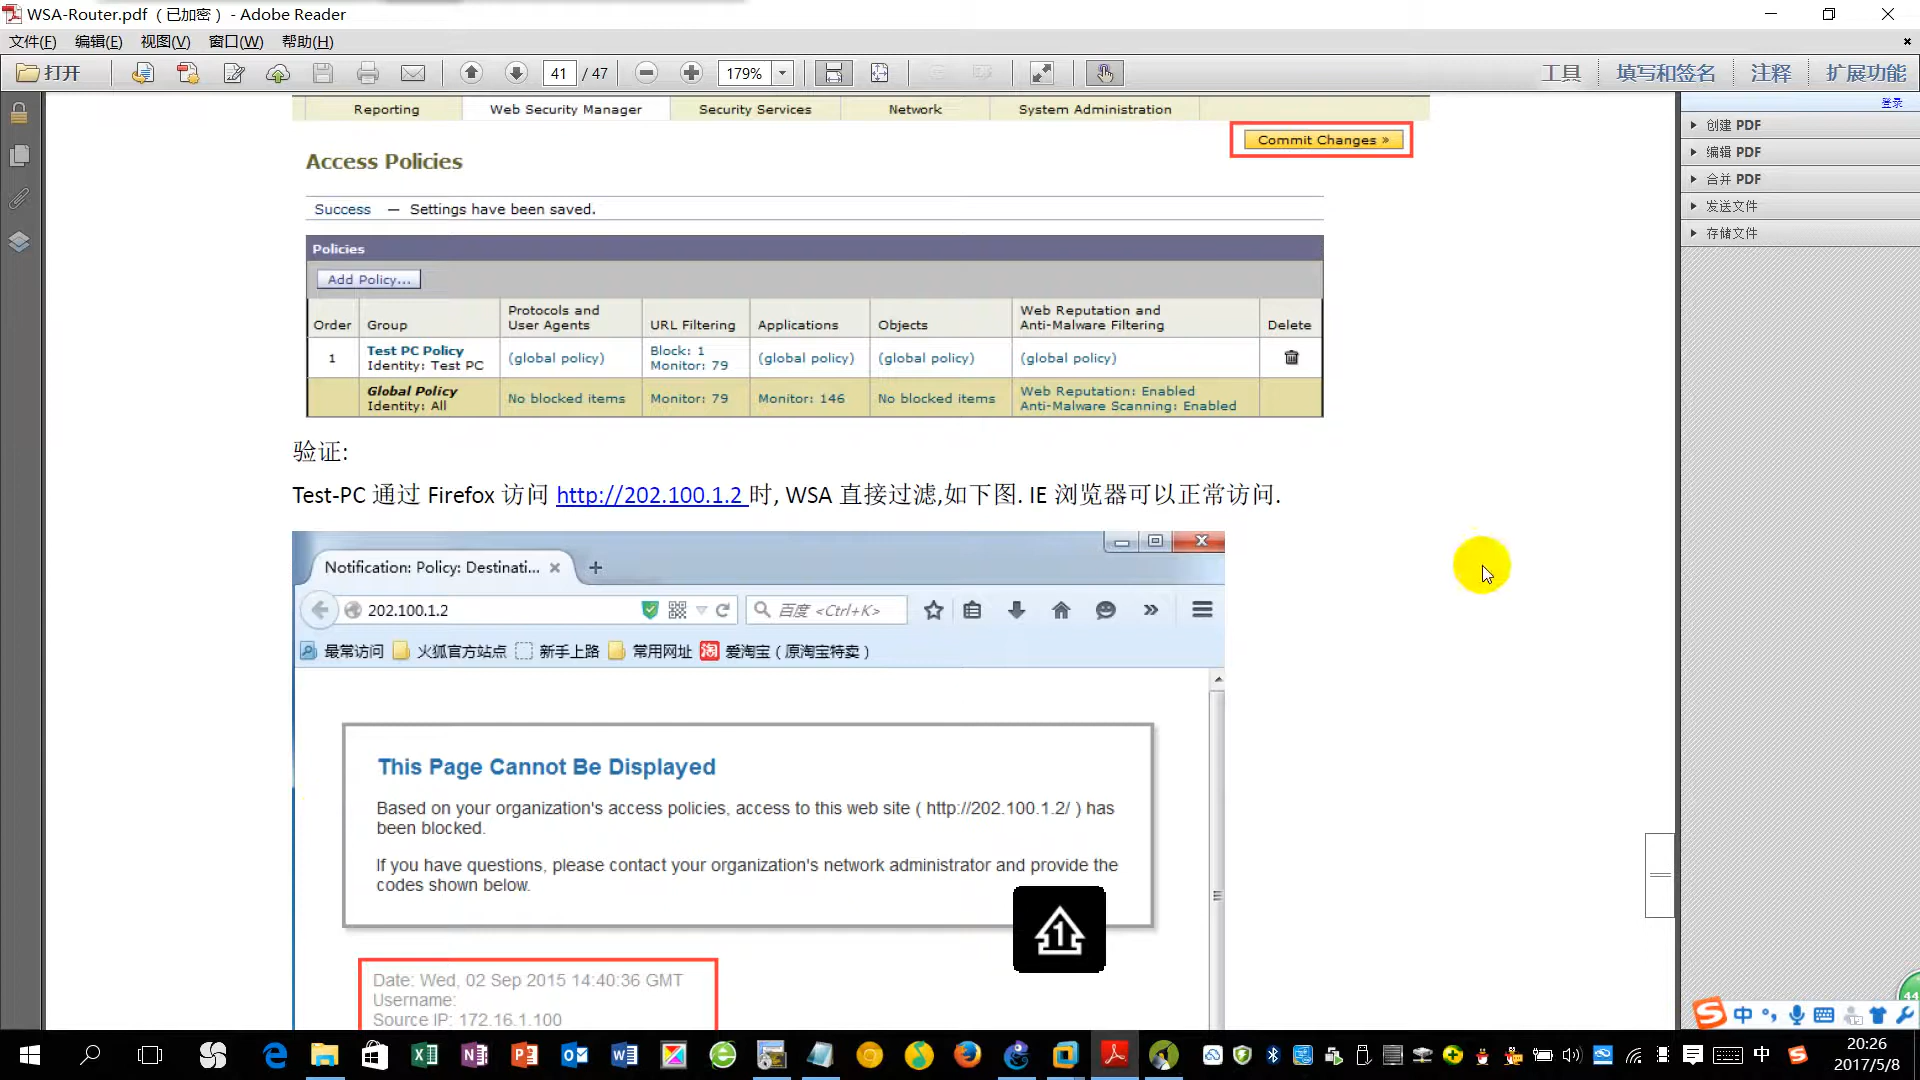 WSA-Router.pdf（已加密） - Adobe Reader
文件(F) 编辑(E) 视图(V) 窗口(W) 帮助(H)
打开 41 / 47 179% 工具 填写和签名 注释 扩展功能
登录
创建 PDF
编辑 PDF
合并 PDF
发送文件
存储文件
Reporting Web Security Manager Security Services Network System Administration
Commit Changes »
Access Policies
Success — Settings have been saved.
Policies
Add Policy...
Order Group Protocols and User Agents URL Filtering Applications Objects Web Reputation and Anti-Malware Filtering Delete
1 Test PC Policy (global policy) Block: 1 (global policy) (global policy) (global policy)
Identity: Test PC Monitor: 79
Global Policy No blocked items Monitor: 79 Monitor: 146 No blocked items Web Reputation: Enabled
Identity: All Anti-Malware Scanning: Enabled
验证:
Test-PC 通过 Firefox 访问 http://202.100.1.2 时, WSA 直接过滤,如下图. IE 浏览器可以正常访问.
Notification: Policy: Destinati...
202.100.1.2 百度 <Ctrl+K>
最常访问 火狐官方站点 新手上路 常用网址 淘 爱淘宝（原淘宝特卖）
This Page Cannot Be Displayed
Based on your organization's access policies, access to this web site ( http://202.100.1.2/ ) has
been blocked.
If you have questions, please contact your organization's network administrator and provide the
codes shown below.
1
Date: Wed, 02 Sep 2015 14:40:36 GMT
Username:
Source IP: 172.16.1.100
44
中
中
20:26
2017/5/8